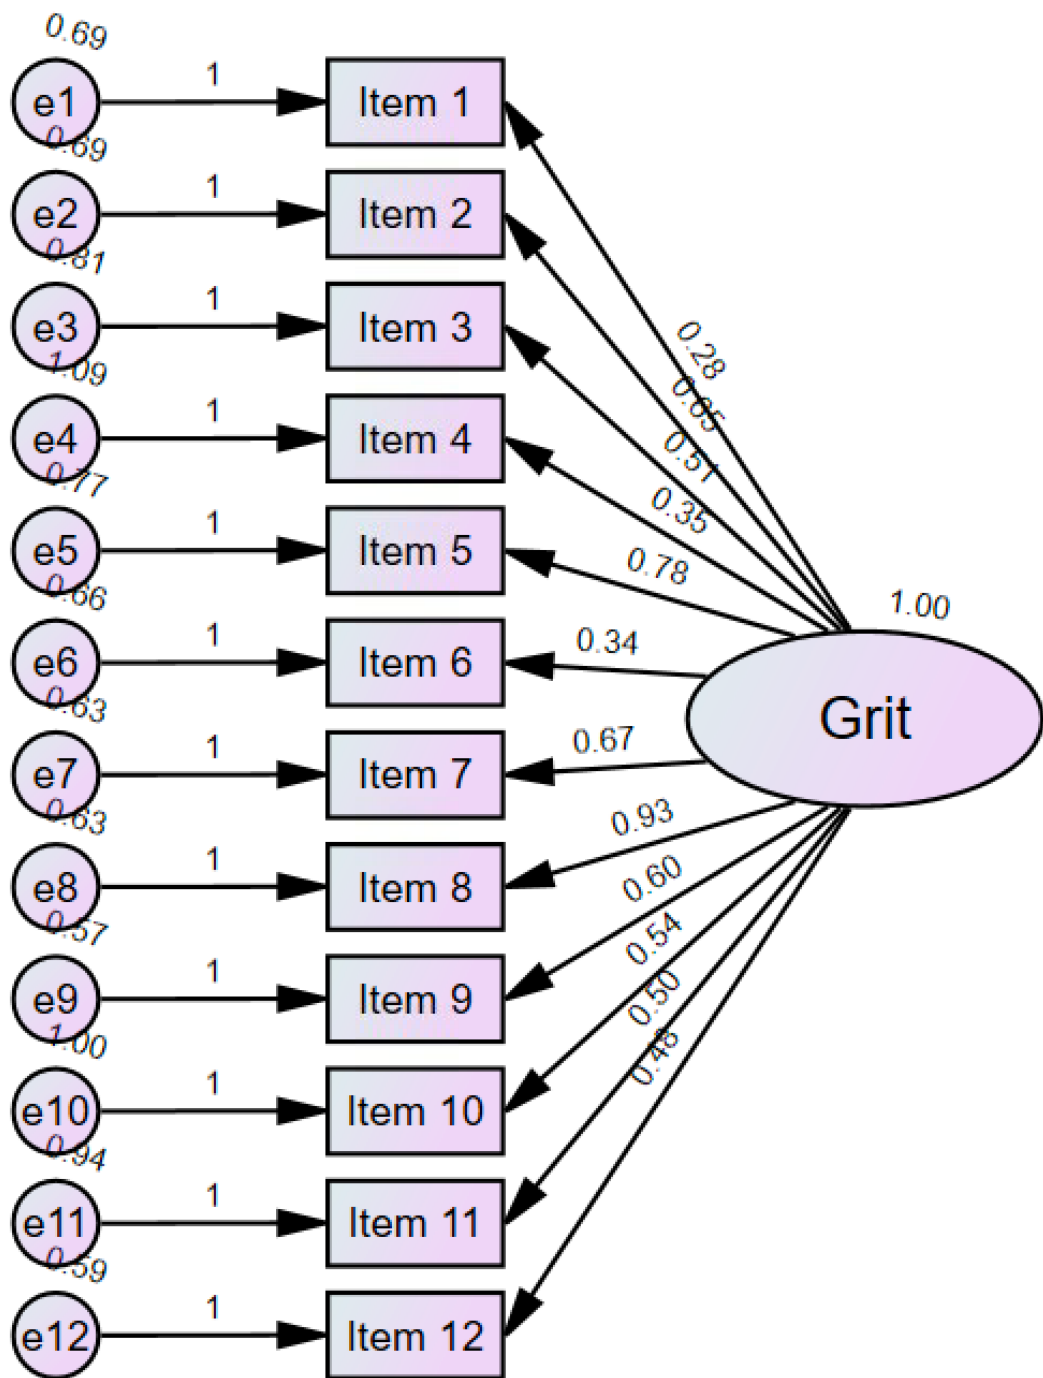 0.69
e1 1 Item 1
0.69
e2 1 Item 2
0.81
e3 1 Item 3
0.28
1.09
0.65
e4 1 Item 4
0.51
0.77
0.35
e5 1 Item 5
0.78
0.66
1.00
e6 1 Item 6
0.34
0.63
Grit
e7 1 Item 7
0.67
0.63
0.93
e8 1 Item 8
0.60
0.57
0.54
e9 1 Item 9
0.50
1.00
0.48
e10 1 Item 10
0.94
e11 1 Item 11
0.59
e12 1 Item 12